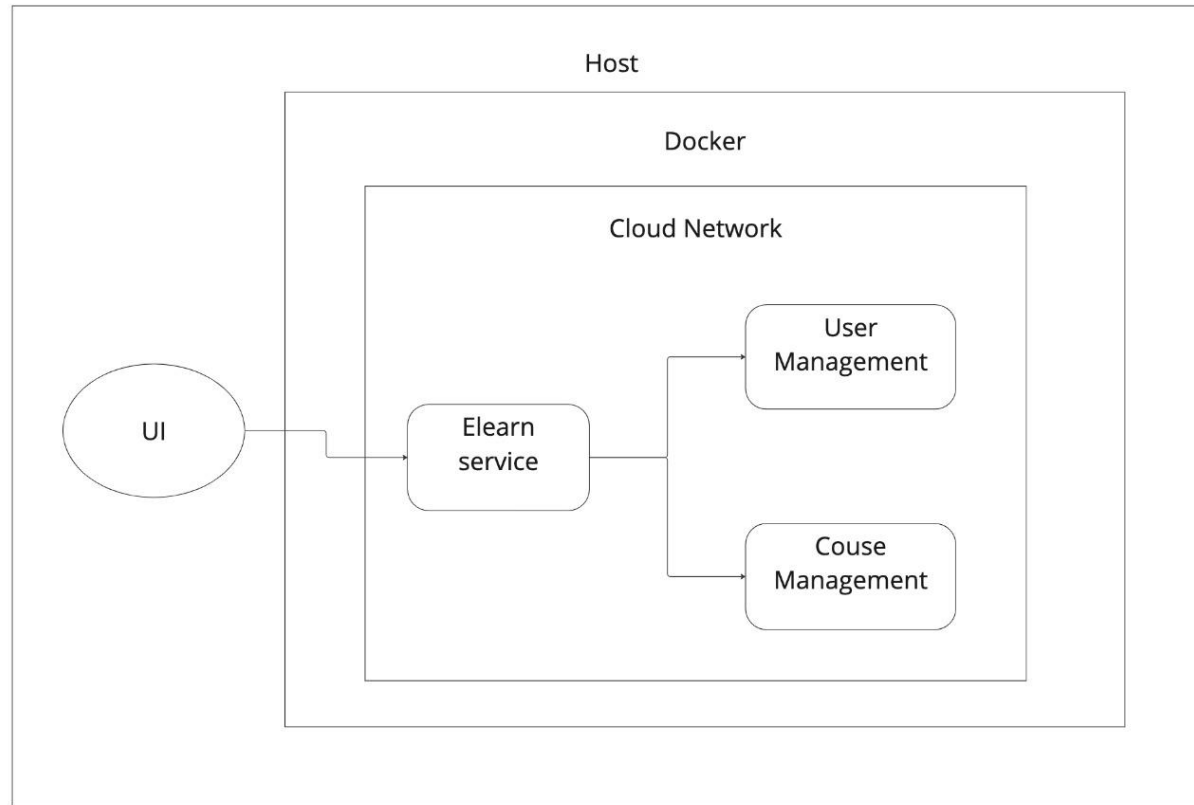 Host
Docker
Cloud Network
User
Management
UI
Elearn
service
Couse
Management